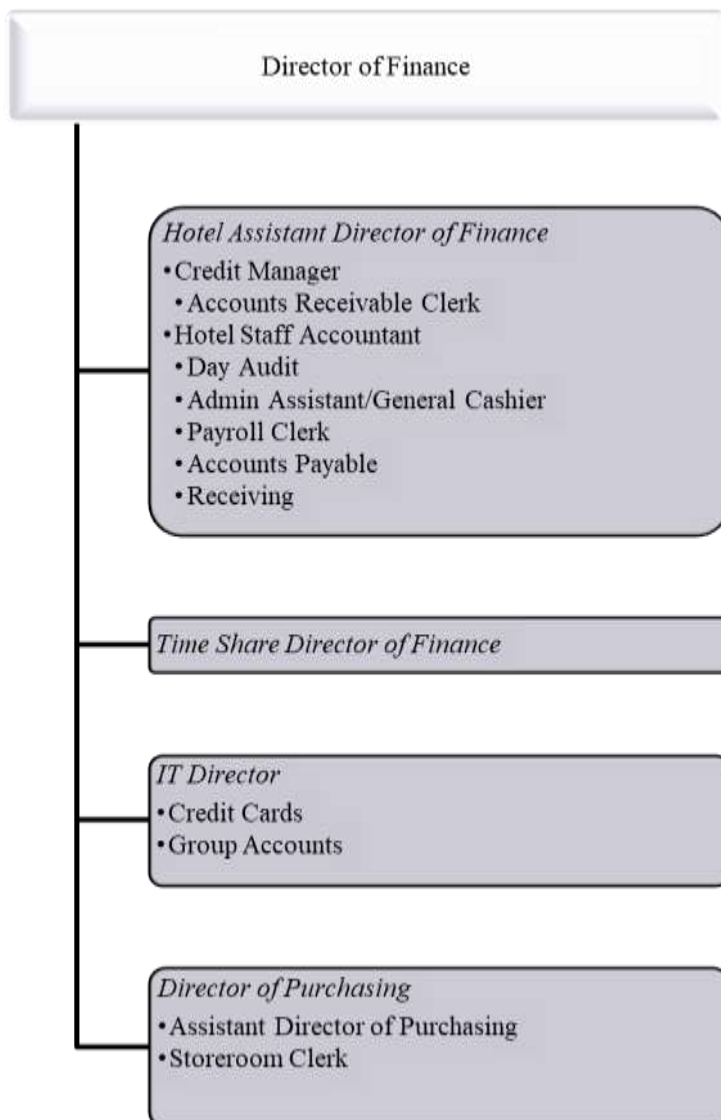 Director of Finance
Hotel Assistant Director of Finance
•Credit Manager
•Accounts Receivable Clerk
•Hotel Staff Accountant
•Day Audit
•Admin Assistant/General Cashier
•Payroll Clerk
•Accounts Payable
•Receiving
Time Share Director of Finance
IT Director
•Credit Cards
•Group Accounts
Director of Purchasing
•Assistant Director of Purchasing
•Storeroom Clerk